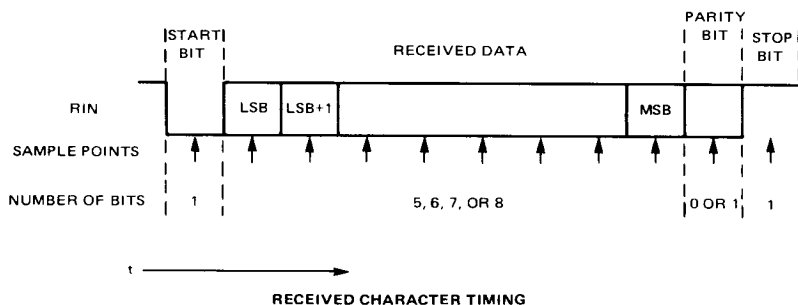 START BIT
RECEIVED DATA
PARITY BIT
STOP BIT
RIN
LSB
LSB+1
MSB
SAMPLE POINTS
NUMBER OF BITS
1
5, 6, 7, OR 8
0 OR 1
1
t
RECEIVED CHARACTER TIMING